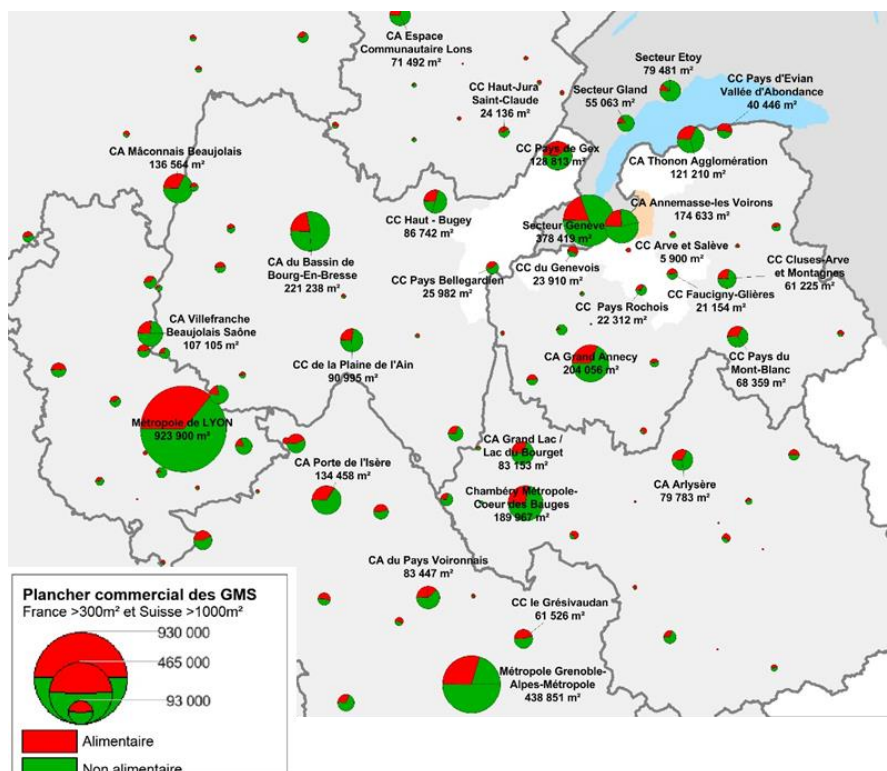 CA Espace
Communautaire Lons
71 492 m²
Secteur Etoy
79 481 m²
CC Pays d'Evian
Vallée d'Abondance
40 446 m²
Secteur Gland
55 063 m²
CC Haut-Jura
Saint-Claude
24 136 m²
CA Mâconnais Beaujolais
136 564 m²
CC Pays de Gex
128 813 m²
CA Thonon Agglomération
121 210 m²
CC Haut - Bugey
86 742 m²
CA Annemasse-les Voirons
174 633 m²
Secteur Genève
378 419 m²
CC Arve et Salève
5 900 m²
CA du Bassin de
Bourg-En-Bresse
221 238 m²
CC du Genevois
23 910 m²
CC Cluses-Arve
et Montagnes
61 225 m²
CC Pays Bellegardien
25 982 m²
CC Faucigny-Glières
21 154 m²
CC Pays Rochois
22 312 m²
CA Villefranche
Beaujolais Saône
107 105 m²
CC de la Plaine de l'Ain
90 995 m²
CA Grand Annecy
204 056 m²
CC Pays du
Mont-Blanc
68 359 m²
Métropole de LYON
923 900 m²
CA Grand Lac /
Lac du Bourget
83 153 m²
CA Porte de l'Isère
134 458 m²
CA Arlysère
79 783 m²
Chambéry Métropole-
Coeur des Bauges
189 967 m²
CA du Pays Voironnais
83 447 m²
CC le Grésivaudan
61 526 m²
Métropole Grenoble-
Alpes-Métropole
438 851 m²
Plancher commercial des GMS
France >300m² et Suisse >1000m²
930 000
465 000
93 000
Alimentaire
Non alimentaire